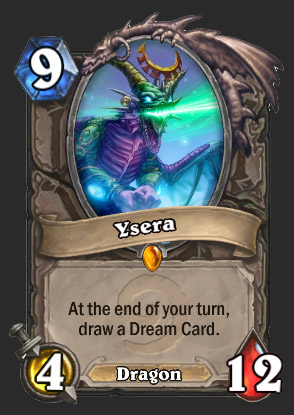 9
Ysera
At the end of your turn,
draw a Dream Card.
4
Dragon
12